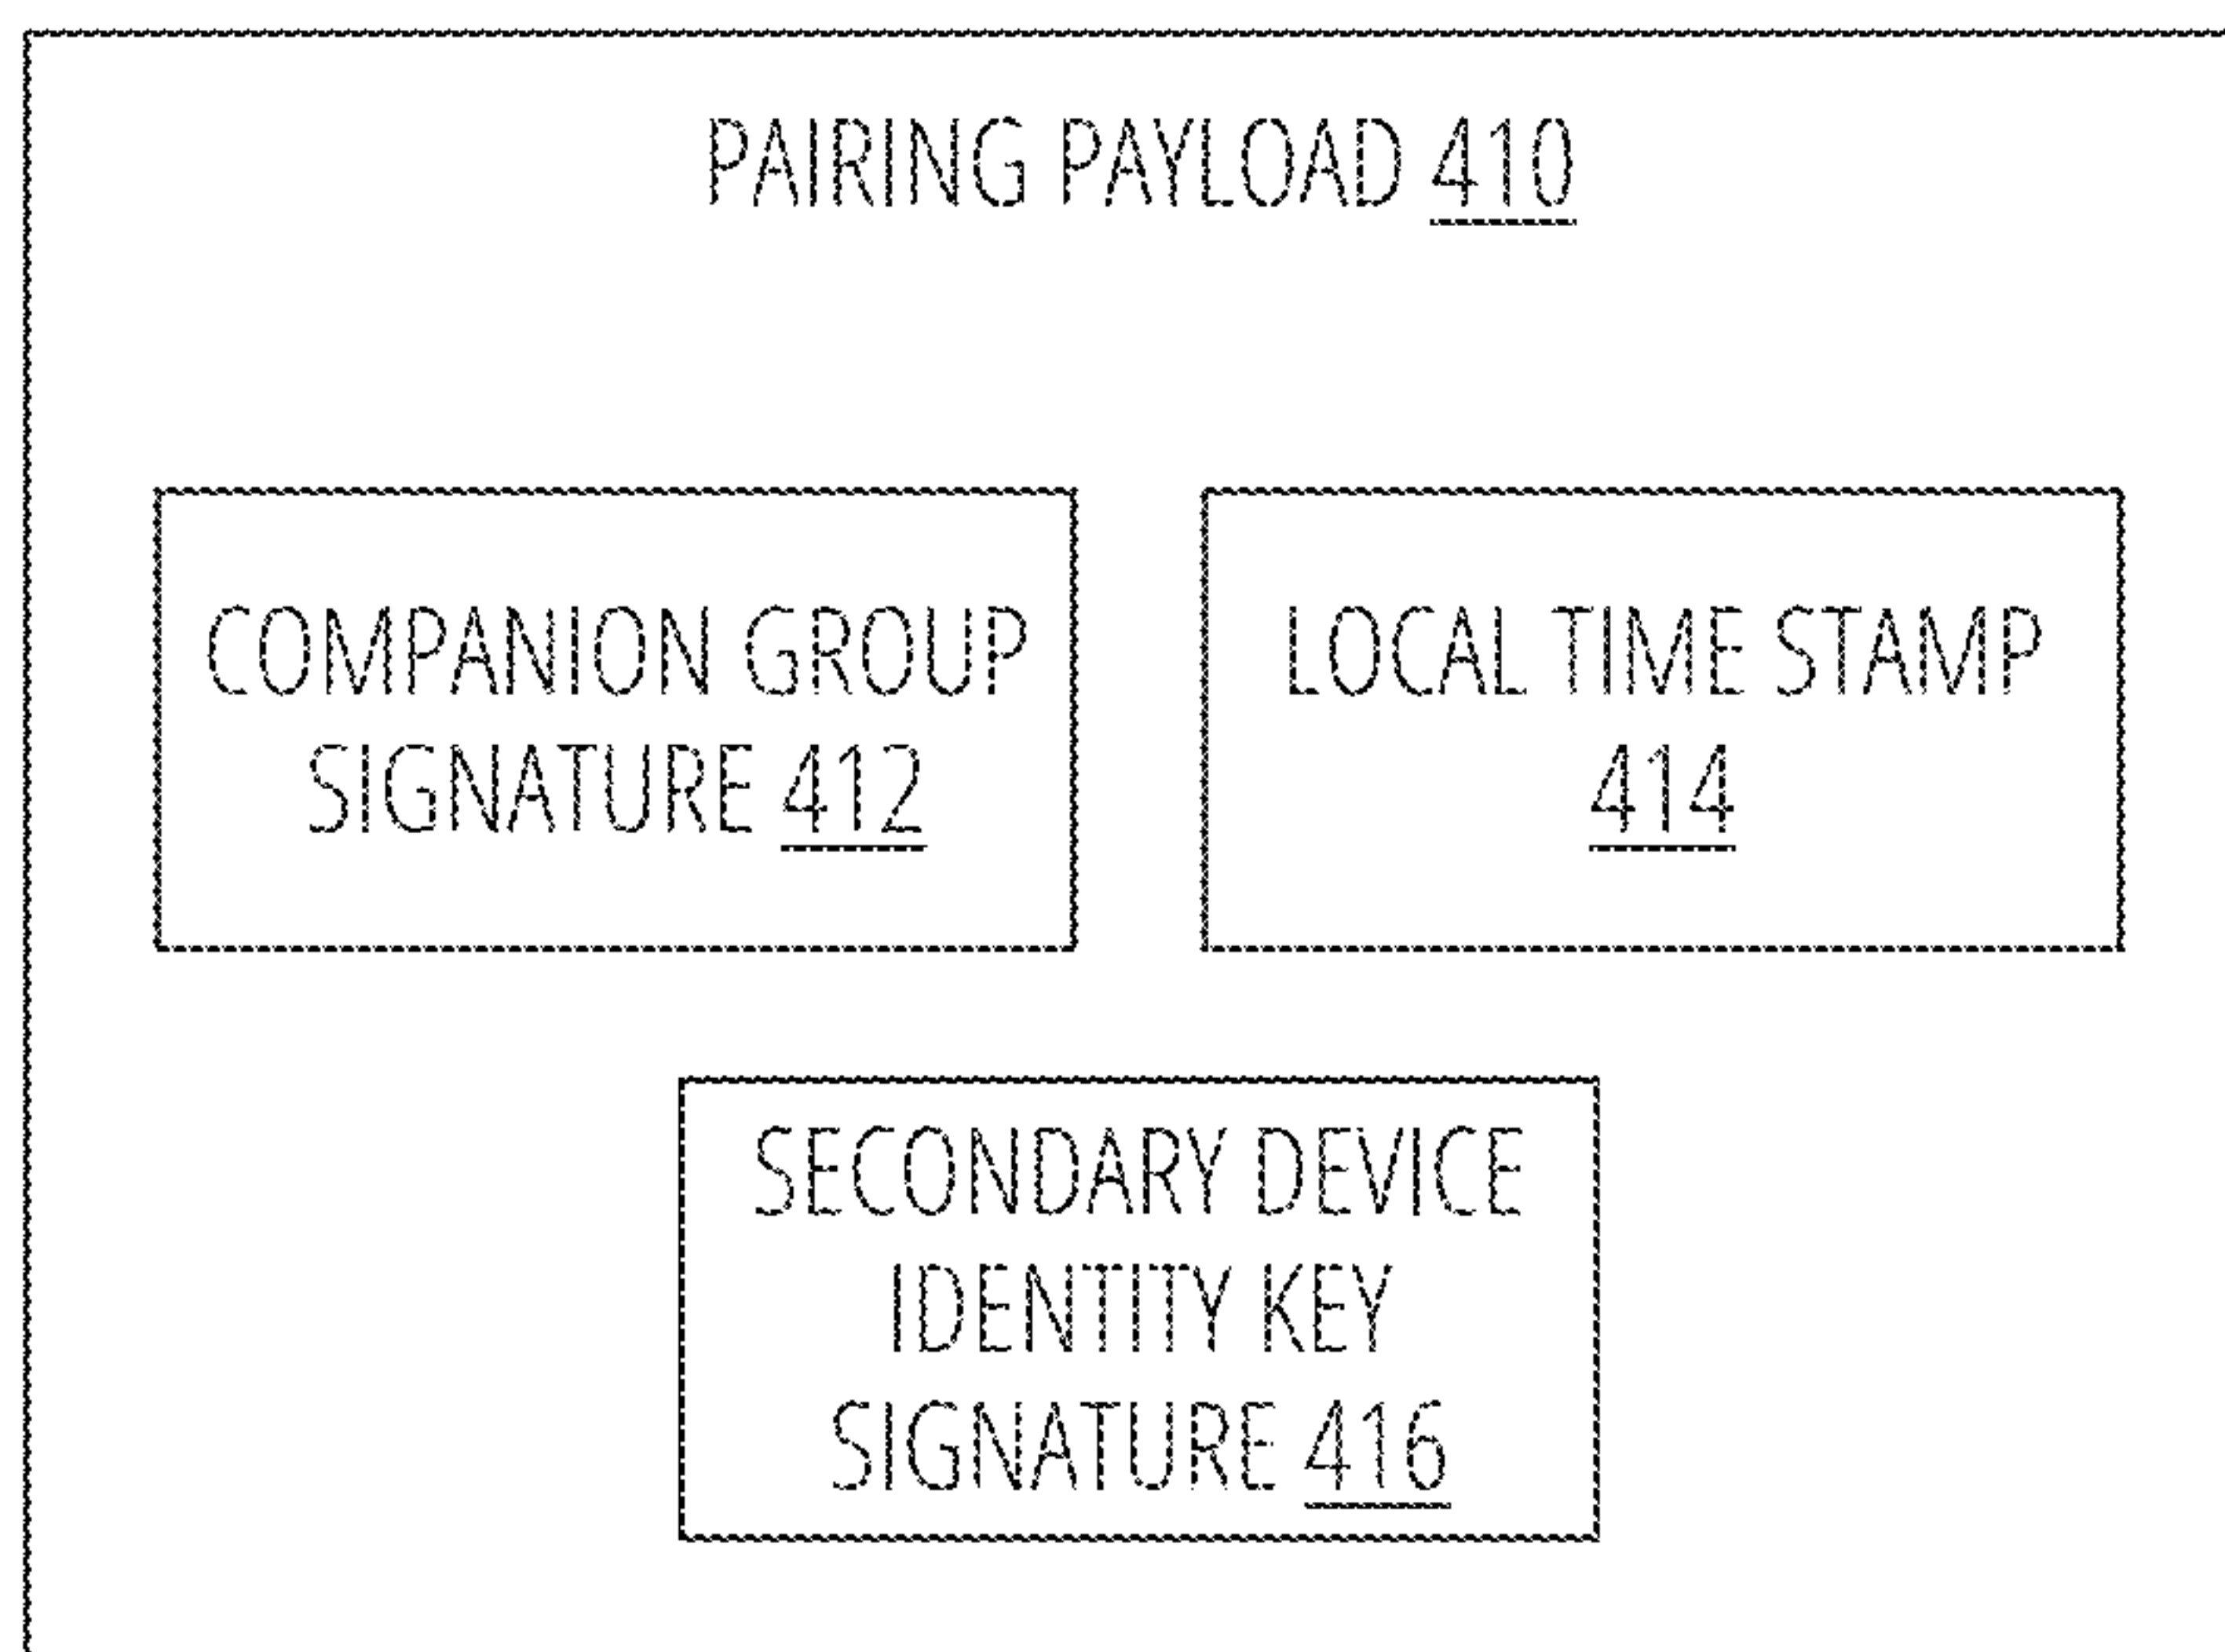 PAIRING PAYLOAD 410
COMPANION GROUP
SIGNATURE 412
LOCAL TIME STAMP
414
SECONDARY DEVICE
IDENTITY KEY
SIGNATURE 416